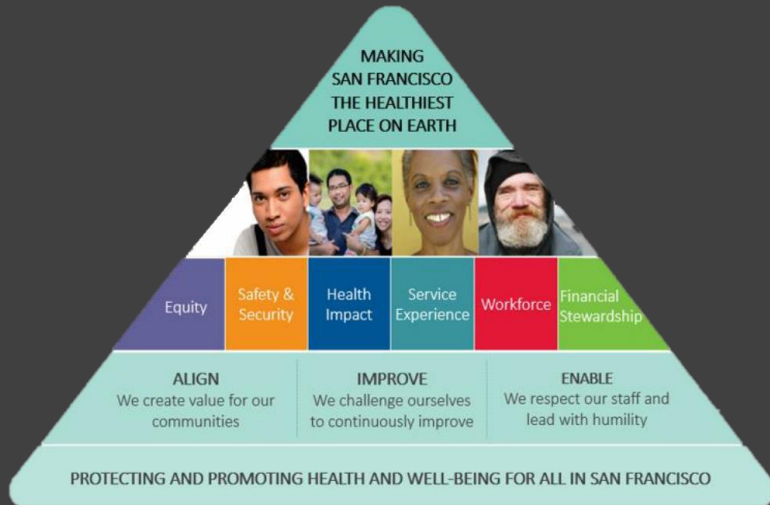 MAKING
SAN FRANCISCO
THE HEALTHIEST
PLACE ON EARTH
Equity
Safety &
Security
Health
Impact
Service
Experience
Workforce
Financial
Stewardship
ALIGN
We create value for our
communities
IMPROVE
We challenge ourselves
to continuously improve
ENABLE
We respect our staff and
lead with humility
PROTECTING AND PROMOTING HEALTH AND WELL-BEING FOR ALL IN SAN FRANCISCO